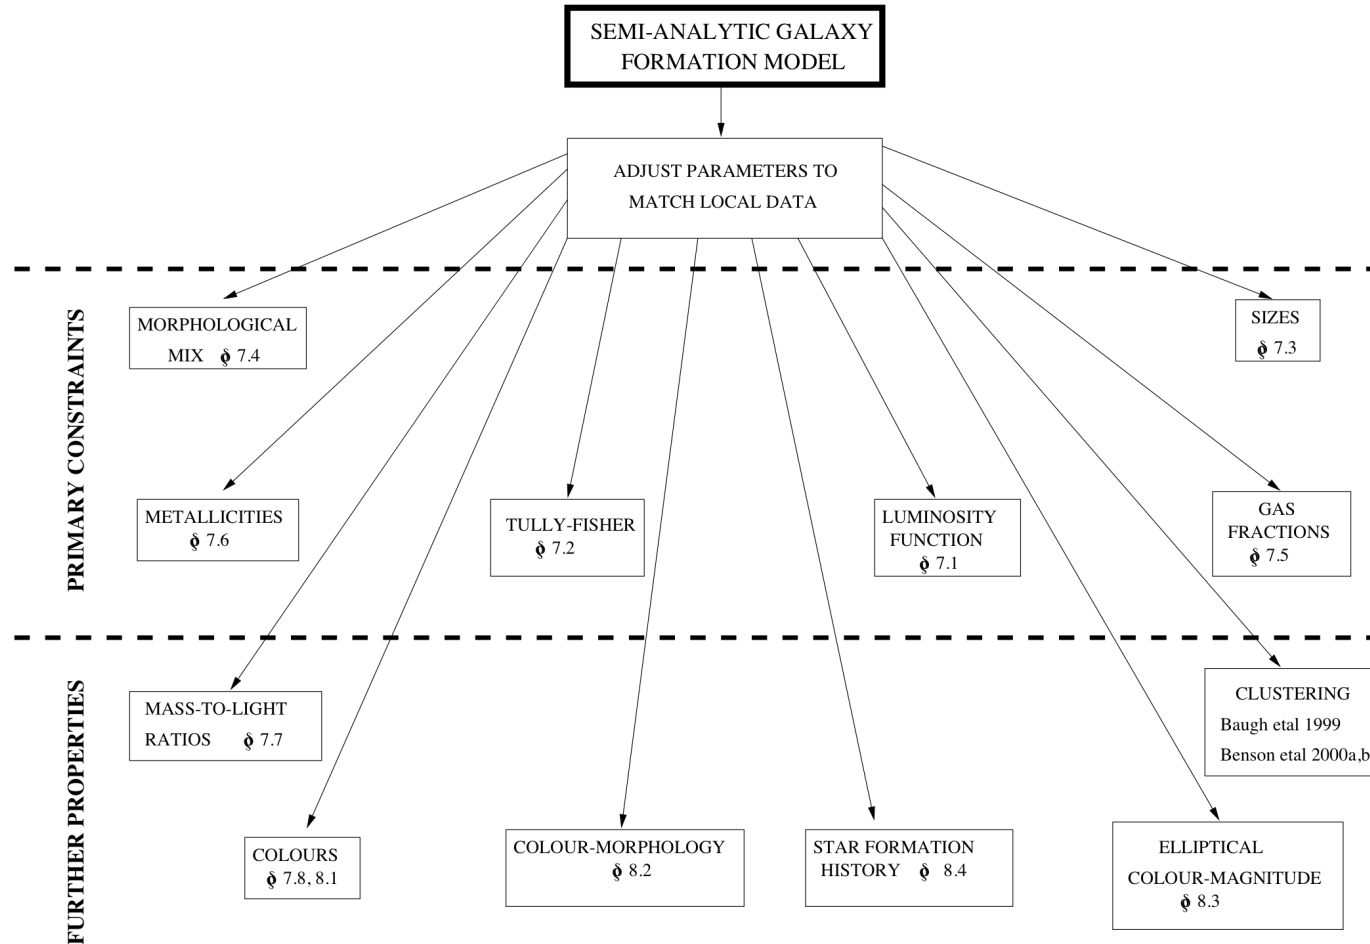 SEMI-ANALYTIC GALAXY
FORMATION MODEL
ADJUST PARAMETERS TO
MATCH LOCAL DATA
PRIMARY CONSTRAINTS
MORPHOLOGICAL
MIX § 7.4
SIZES
§ 7.3
METALLICITIES
§ 7.6
TULLY-FISHER
§ 7.2
LUMINOSITY
FUNCTION
§ 7.1
GAS
FRACTIONS
§ 7.5
FURTHER PROPERTIES
MASS-TO-LIGHT
RATIOS § 7.7
CLUSTERING
Baugh etal 1999
Benson etal 2000a,b
COLOURS
§ 7.8, 8.1
COLOUR-MORPHOLOGY
§ 8.2
STAR FORMATION
HISTORY § 8.4
ELLIPTICAL
COLOUR-MAGNITUDE
§ 8.3